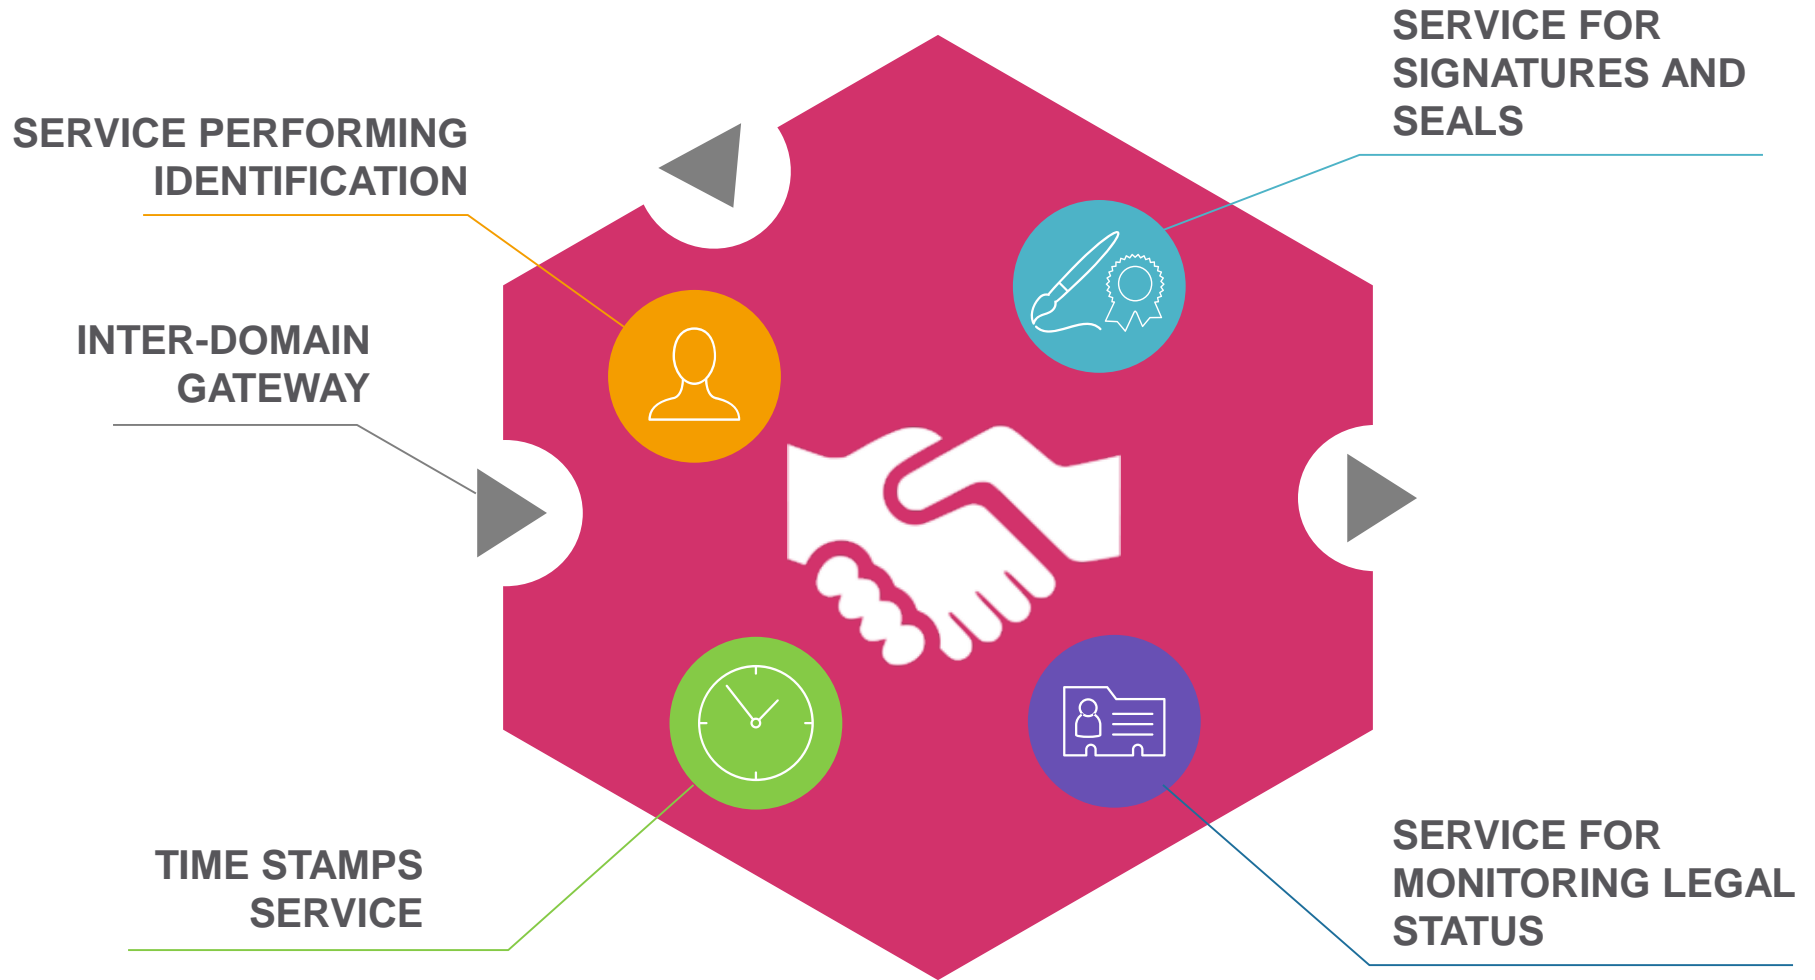 SERVICE FOR
SIGNATURES AND
SEALS
SERVICE PERFORMING
IDENTIFICATION
INTER-DOMAIN
GATEWAY
TIME STAMPS
SERVICE
SERVICE FOR
MONITORING LEGAL
STATUS